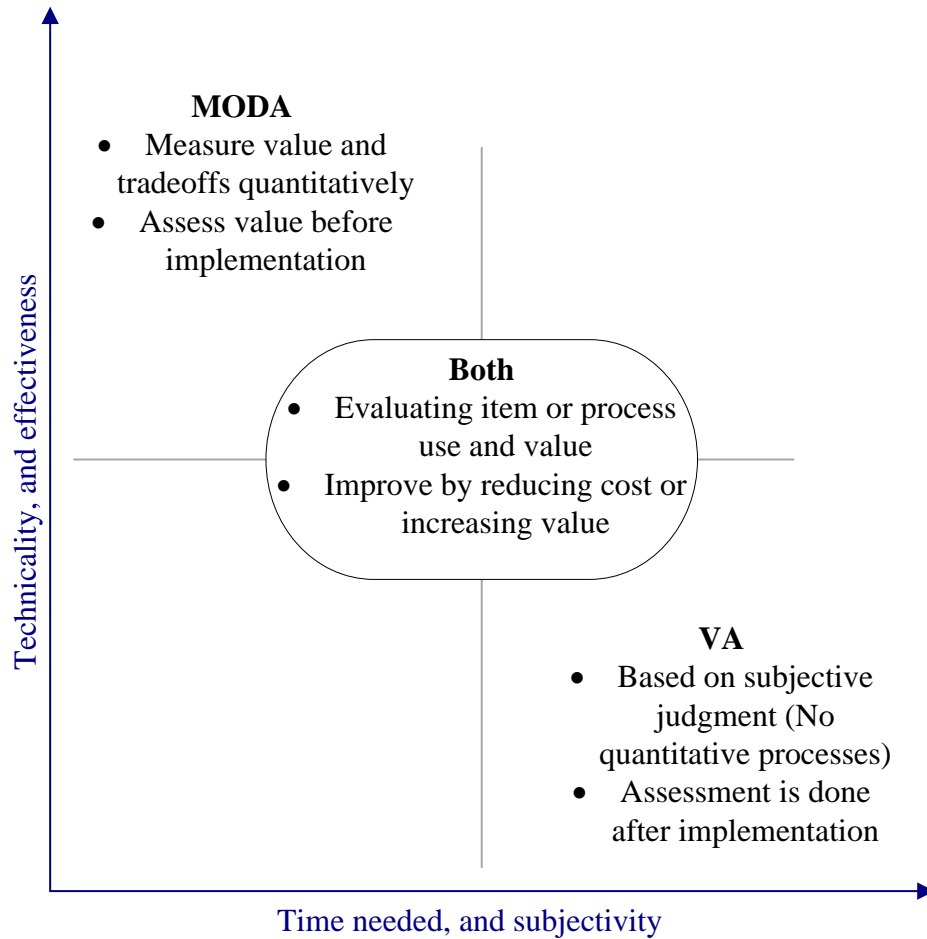 MODA
• Measure value and
tradeoffs quantitatively
• Assess value before
implementation
Technicality, and effectiveness
Both
• Evaluating item or process
use and value
• Improve by reducing cost or
increasing value
VA
• Based on subjective
judgment (No
quantitative processes)
• Assessment is done
after implementation
Time needed, and subjectivity